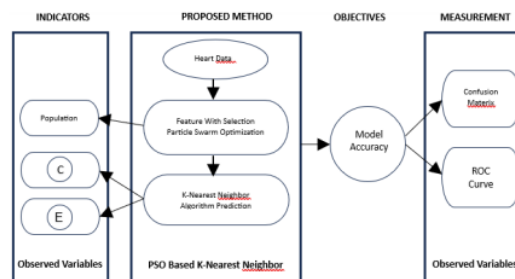 INDICATORS
PROPOSED METHOD
OBJECTIVES
MEASUREMENT
Heart Data
Population
Feature With Selection
Particle Swarm Optimization
C
E
K-Nearest Neighbor
Algorithm Prediction
Model
Accuracy
Confusion
Materix
ROC
Curve
Observed Variables
PSO Based K-Nearest Neighbor
Observed Variables